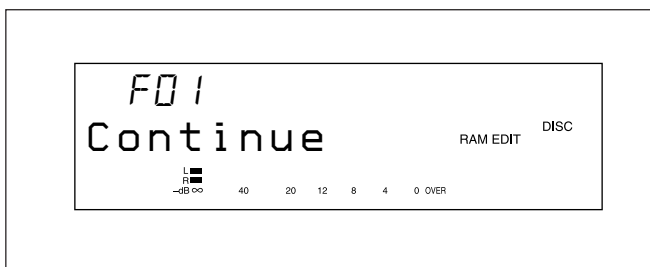 F01
DISC
Continue RAM EDIT
L
R
–dB ∞ 40 20 12 8 4 0 OVER